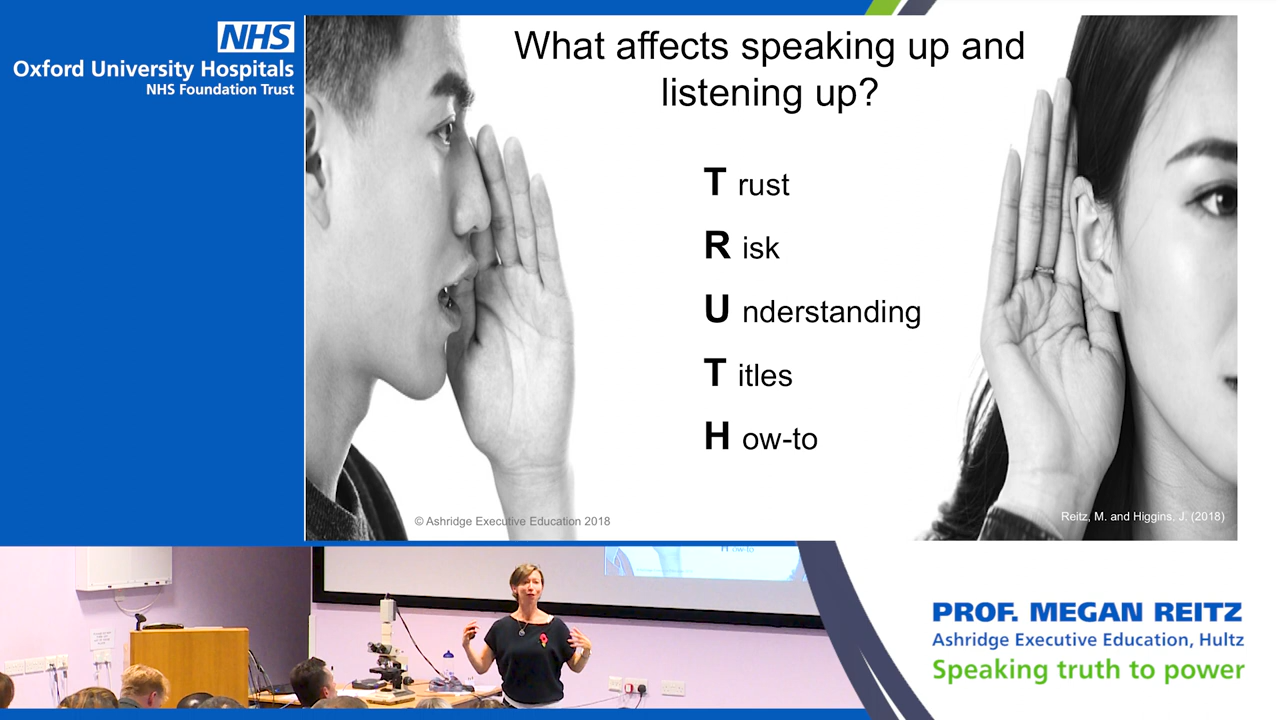 NHS
Oxford University Hospitals
NHS Foundation Trust
What affects speaking up and
listening up?
T rust
R isk
U nderstanding
T itles
H ow-to
© Ashridge Executive Education 2018
Reitz, M. and Higgins, J. (2018)
H ow-to
PROF. MEGAN REITZ
Ashridge Executive Education, Hultz
Speaking truth to power